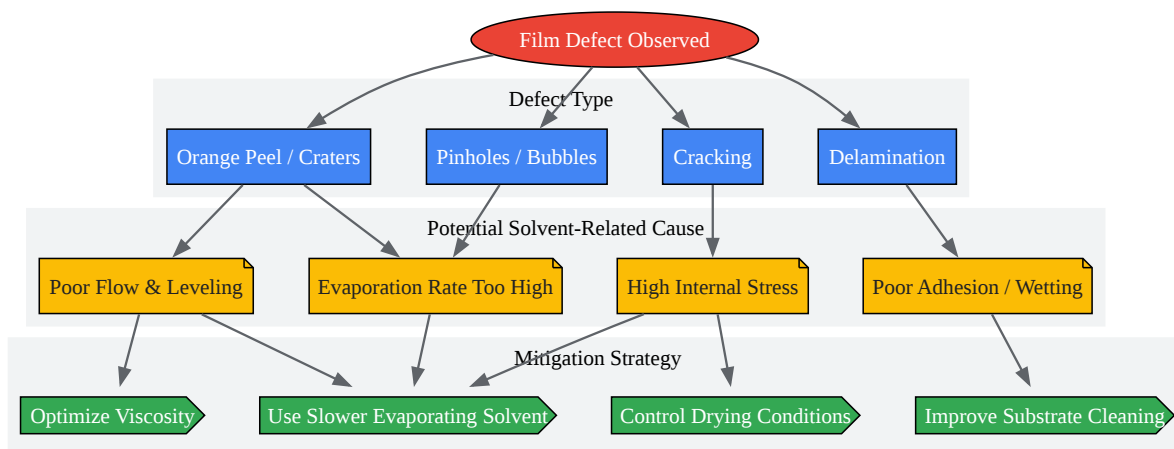 Film Defect Observed
Defect Type
Orange Peel / Craters
Pinholes / Bubbles
Cracking
Delamination
Potential Solvent-Related Cause
Poor Flow & Leveling
Evaporation Rate Too High
High Internal Stress
Poor Adhesion / Wetting
Mitigation Strategy
Optimize Viscosity
Use Slower Evaporating Solvent
Control Drying Conditions
Improve Substrate Cleaning